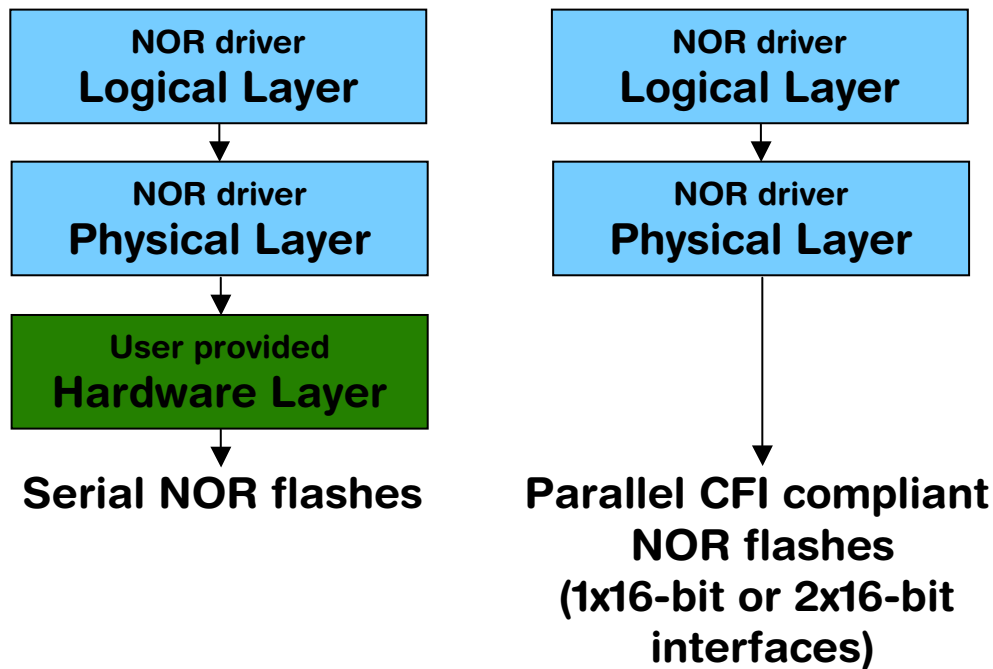 NOR driver
Logical Layer
NOR driver
Physical Layer
User provided
Hardware Layer
Serial NOR flashes
NOR driver
Logical Layer
NOR driver
Physical Layer
Parallel CFI compliant
NOR flashes
(1x16-bit or 2x16-bit
interfaces)